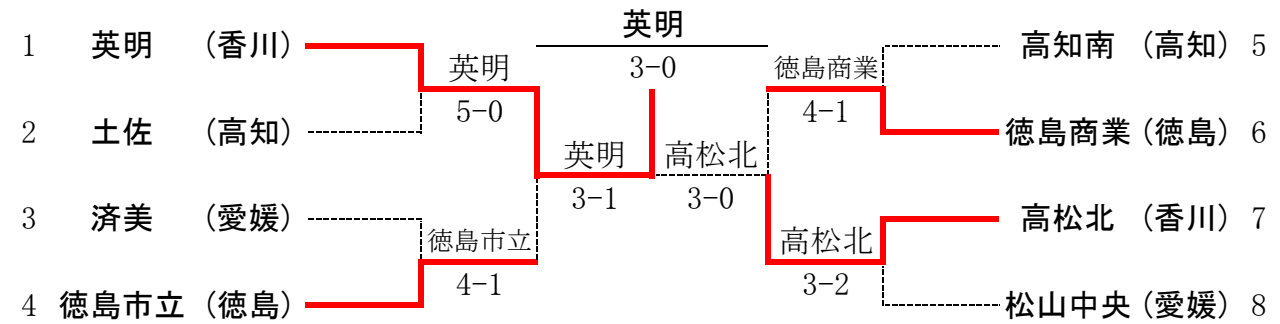 英明
1 英明 (香川)
3-0
徳島商業
高知南 (高知) 5
英明
5-0
4-1
2 土佐 (高知)
徳島商業 (徳島) 6
英明
高松北
3-1
3-0
3 済美 (愛媛)
高松北 (香川) 7
徳島市立
4-1
高松北
3-2
4 徳島市立 (徳島)
松山中央 (愛媛) 8